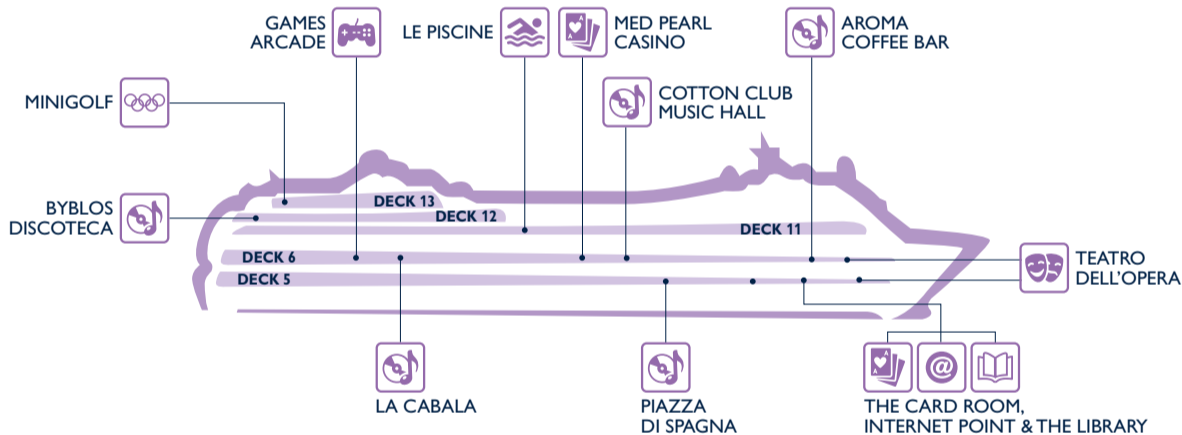 GAMES
ARCADE
LE PISCINE
MED PEARL
CASINO
AROMA
COFFEE BAR
MINIGOLF
COTTON CLUB
MUSIC HALL
BYBLOS
DISCOTECA
DECK 13
DECK 12
DECK 11
DECK 6
DECK 5
TEATRO
DELL'OPERA
A
@
LA CABALA
PIAZZA
DI SPAGNA
THE CARD ROOM,
INTERNET POINT & THE LIBRARY